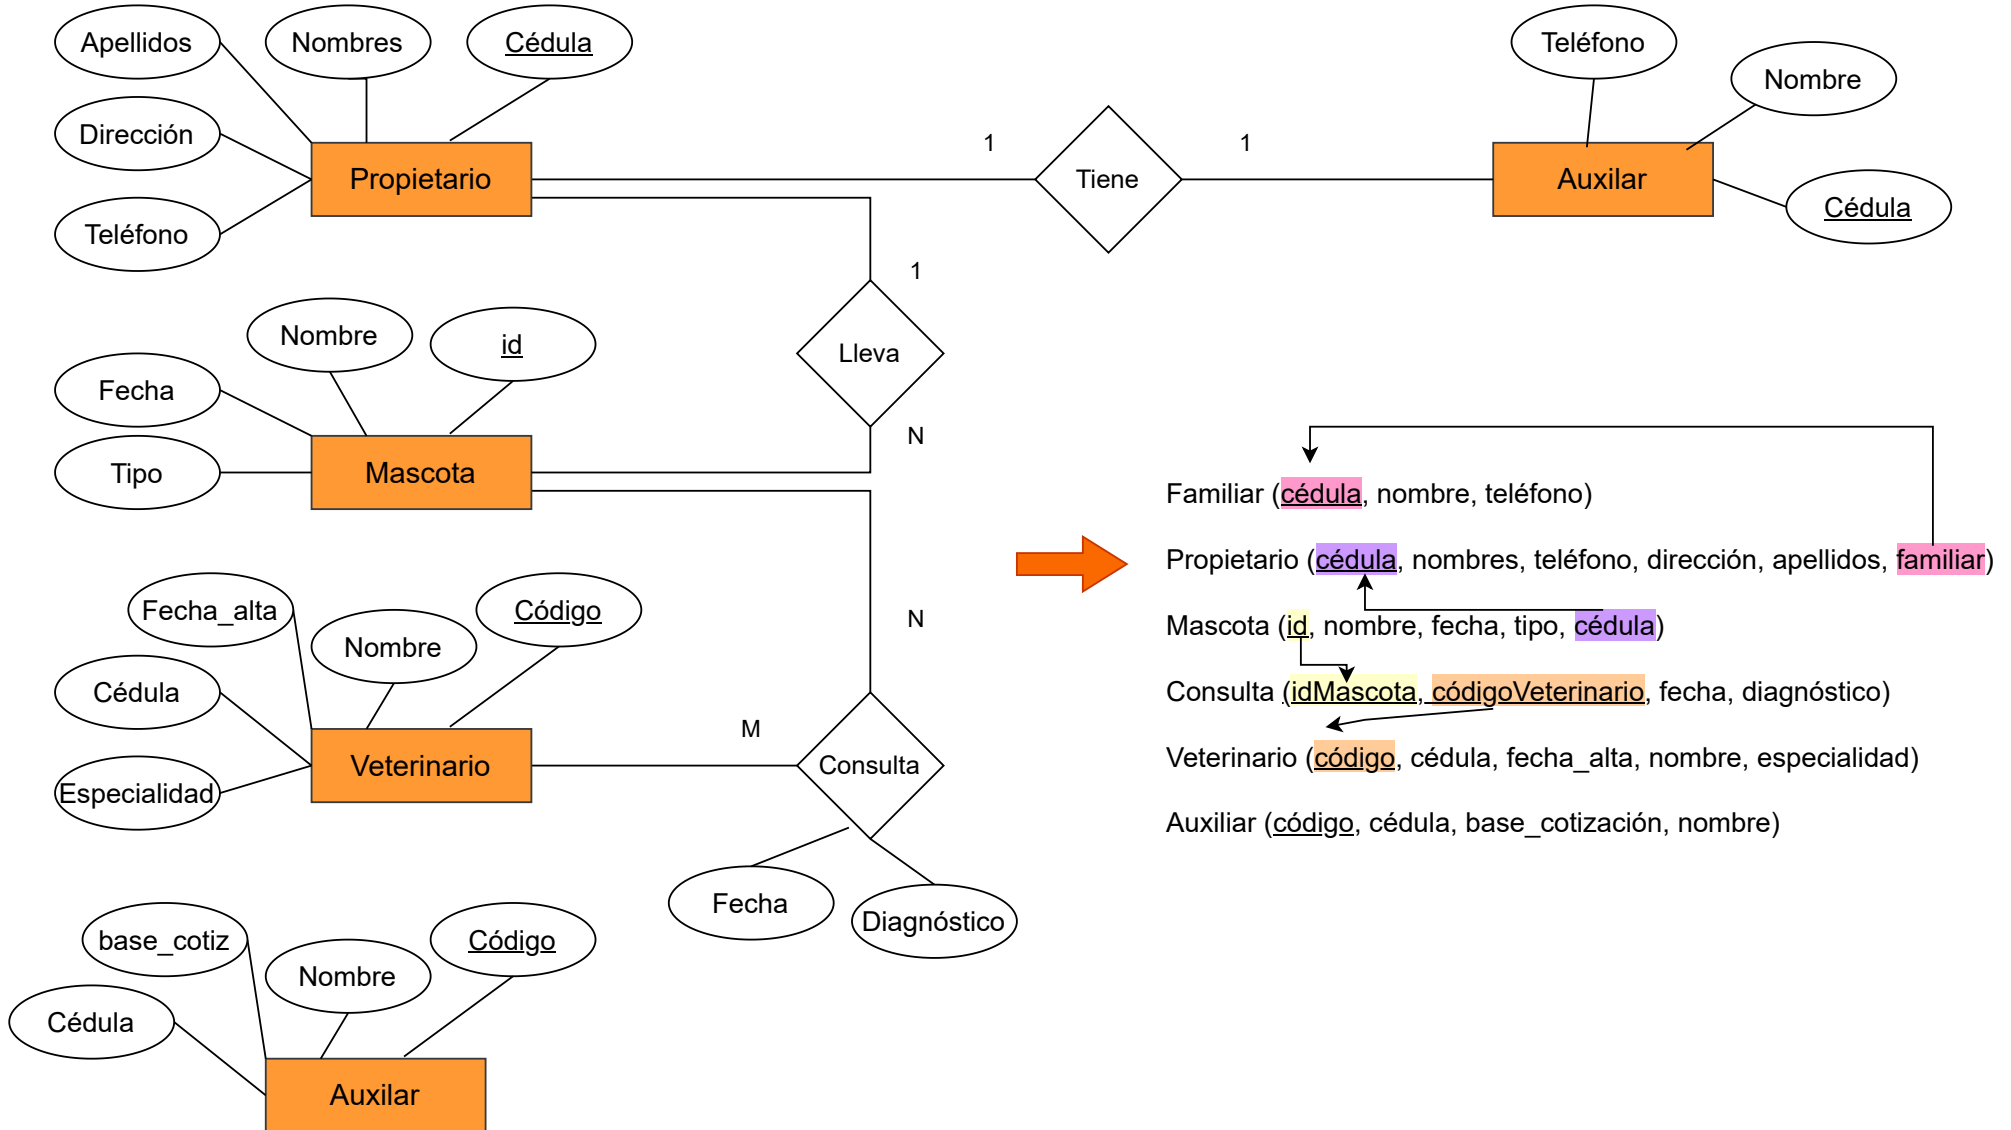 Apellidos
Nombres
Cédula
Dirección
Teléfono
Propietario
1
Tiene
1
Teléfono
Nombre
Auxilar
Cédula
1
Lleva
N
Nombre
id
Fecha
Tipo
Mascota
N
Fecha_alta
Nombre
Código
Cédula
Especialidad
Veterinario
M
Consulta
Fecha
Diagnóstico
base_cotiz
Nombre
Código
Cédula
Auxilar
Familiar (cédula, nombre, teléfono)
Propietario (cédula, nombres, teléfono, dirección, apellidos, familiar)
Mascota (id, nombre, fecha, tipo, cédula)
Consulta (idMascota, códigoVeterinario, fecha, diagnóstico)
Veterinario (código, cédula, fecha_alta, nombre, especialidad)
Auxiliar (código, cédula, base_cotización, nombre)